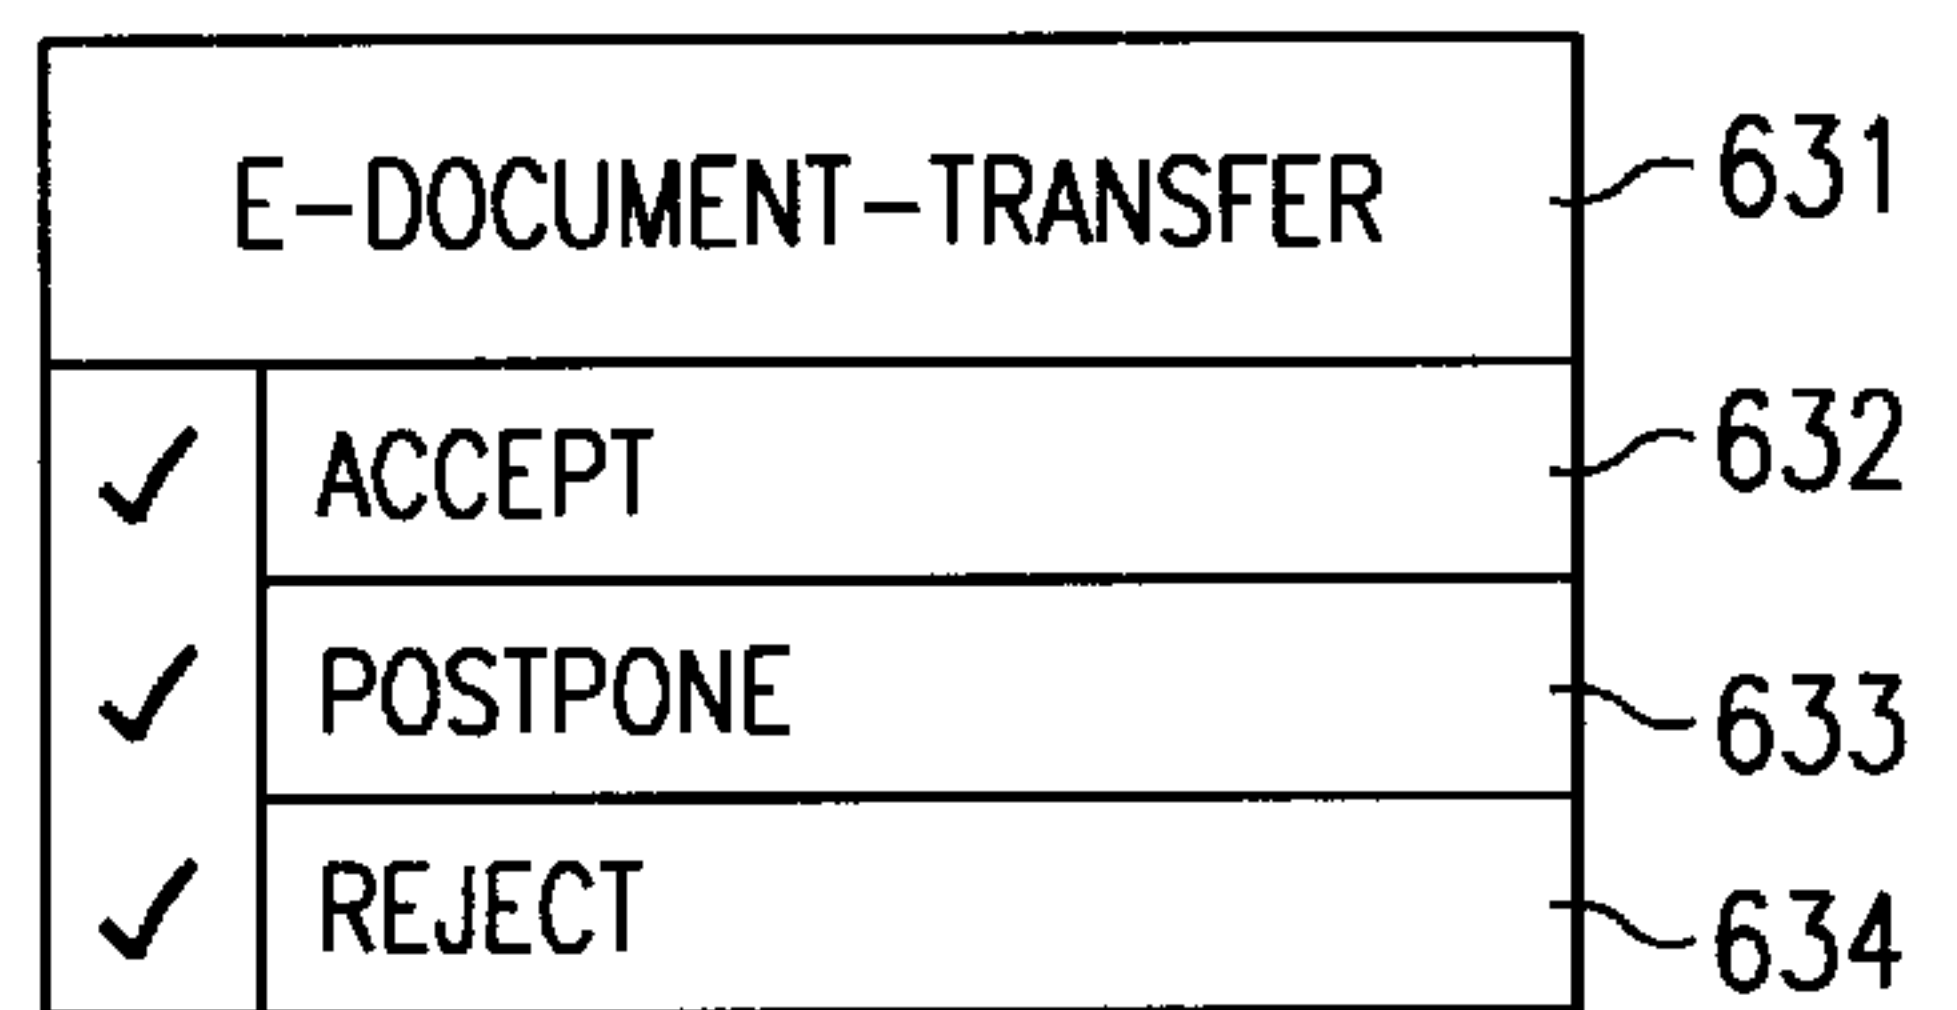 E-DOCUMENT-TRANSFER 631
✓ ACCEPT 632
✓ POSTPONE 633
✓ REJECT 634